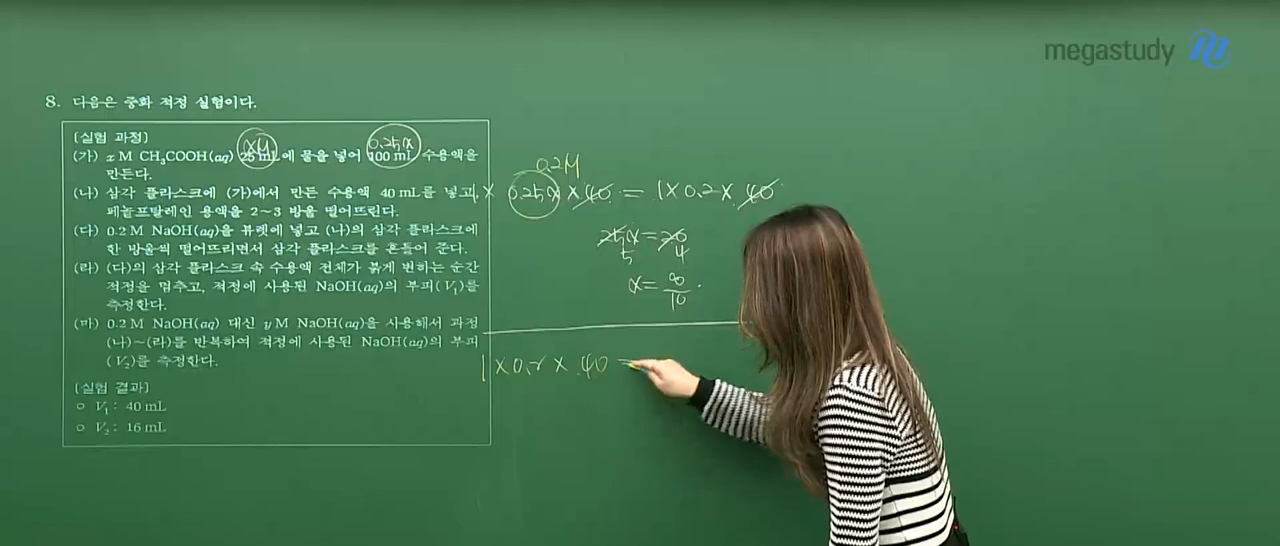 megastudy
8. 다음은 중화 적정 실험이다.
[실험 과정]
(가) x M CH₃COOH(aq) 25 mL에 물을 넣어 100 mL 수용액을
만든다.
xM
0.25x
(나) 삼각 플라스크에 (가)에서 만든 수용액 40 mL를 넣고,
페놀프탈레인 용액을 2~3 방울 떨어뜨린다.
(다) 0.2 M NaOH(aq)을 뷰렛에 넣고 (나)의 삼각 플라스크에
한 방울씩 떨어뜨리면서 삼각 플라스크를 흔들어 준다.
(라) (다)의 삼각 플라스크 속 수용액 전체가 붉게 변하는 순간
적정을 멈추고, 적정에 사용된 NaOH(aq)의 부피(V₁)를
측정한다.
(마) 0.2 M NaOH(aq) 대신 y M NaOH(aq)을 사용해서 과정
(나)~(라)를 반복하여 적정에 사용된 NaOH(aq)의 부피
(V₂)를 측정한다.
[실험 결과]
○ V₁ : 40 mL
○ V₂ : 16 mL
0.2M
1 × 0.25x × 40 = 1 × 0.2 × 40
25x = 20
5 4
x = 8/10
1 × 0.2 × 40 =